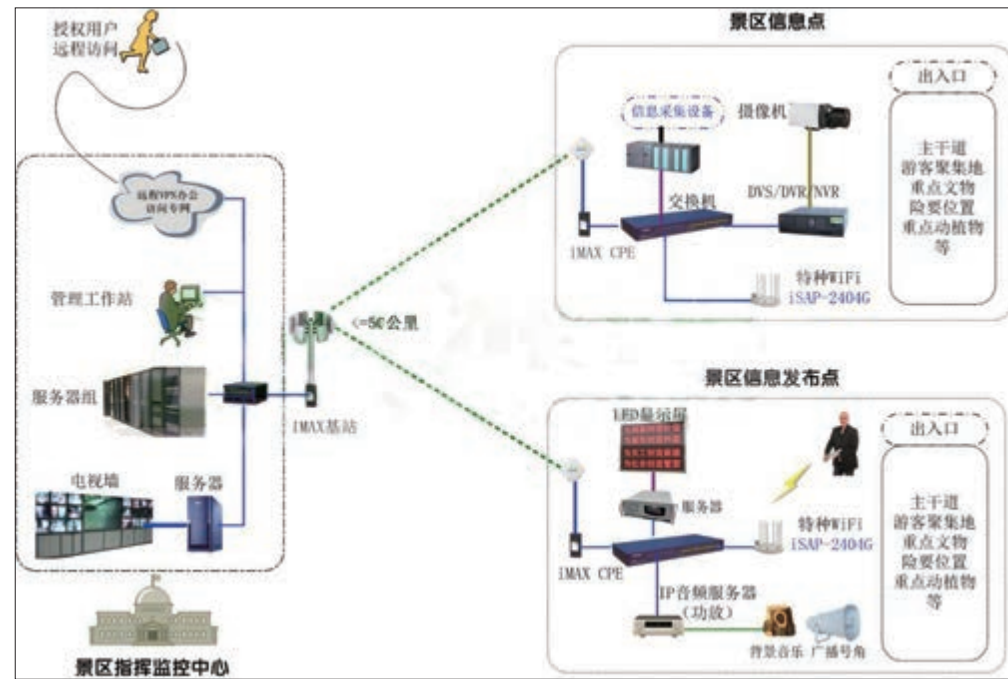 授权用户
远程访问
远程VPN办公
访问专网
管理工作站
服务器组
电视墙
服务器
景区指挥监控中心
iMAX基站
<=50公里
景区信息点
信息采集设备
摄像机
交换机
DVS/DVR/NVR
iMAX CPE
特种WiFi
iSAP-2404G
出入口
主干道
游客聚集地
重点文物
险要位置
重点动植物
等
景区信息发布点
LED显示屏
服务器
特种WiFi
iSAP-2404G
iMAX CPE
IP音频服务器
(功放)
背景音乐
广播号角
出入口
主干道
游客聚集地
重点文物
险要位置
重点动植物
等